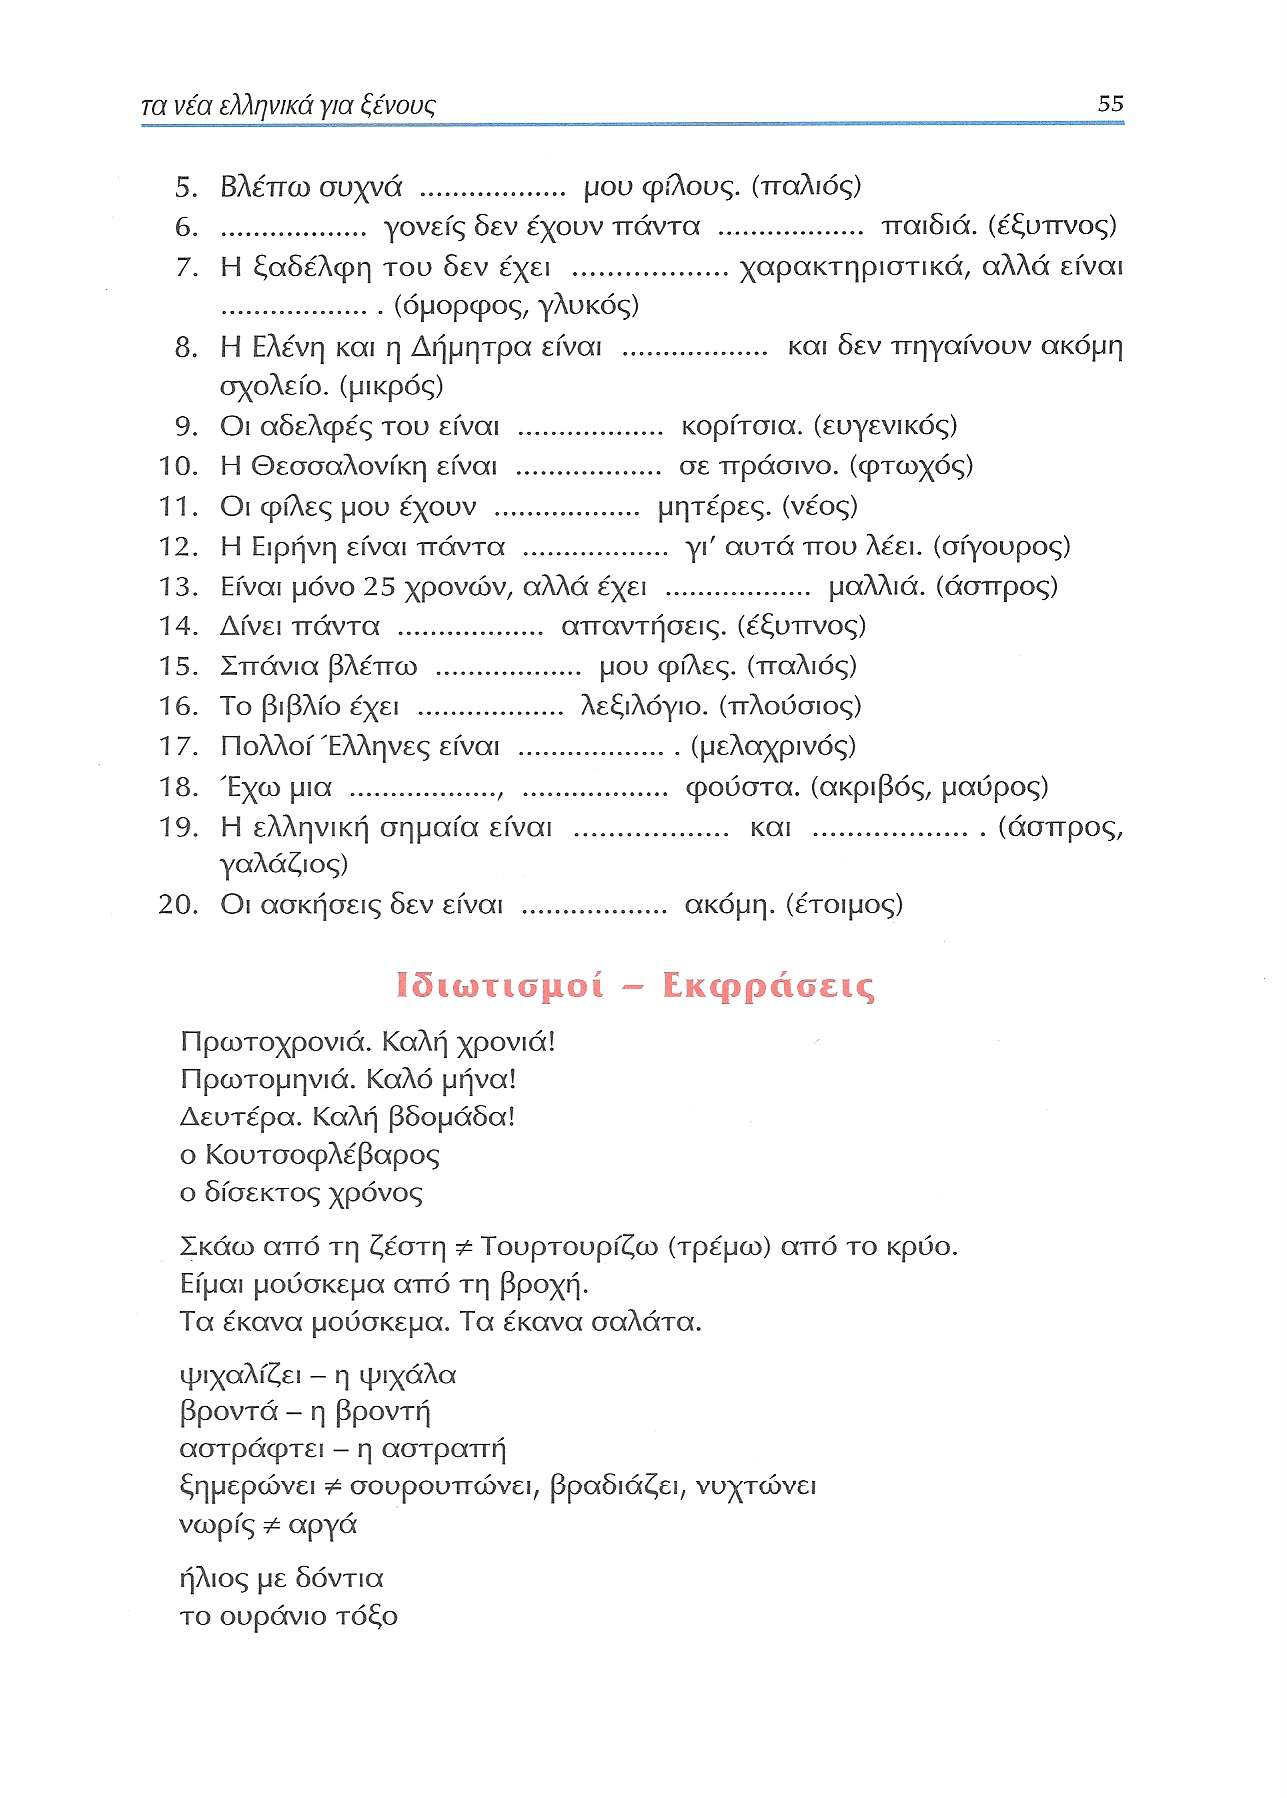 τα νέα ελληνικά για ξένους 55
5. Βλέπω συχνά .................. μου φίλους. (παλιός)
6. .................. γονείς δεν έχουν πάντα .................. παιδιά. (έξυπνος)
7. Η ξαδέλφη του δεν έχει .................. χαρακτηριστικά, αλλά είναι
.................. . (όμορφος, γλυκός)
8. Η Ελένη και η Δήμητρα είναι .................. και δεν πηγαίνουν ακόμη
σχολείο. (μικρός)
9. Οι αδελφές του είναι .................. κορίτσια. (ευγενικός)
10. Η Θεσσαλονίκη είναι .................. σε πράσινο. (φτωχός)
11. Οι φίλες μου έχουν .................. μητέρες. (νέος)
12. Η Ειρήνη είναι πάντα .................. γι' αυτά που λέει. (σίγουρος)
13. Είναι μόνο 25 χρονών, αλλά έχει .................. μαλλιά. (άσπρος)
14. Δίνει πάντα .................. απαντήσεις. (έξυπνος)
15. Σπάνια βλέπω .................. μου φίλες. (παλιός)
16. Το βιβλίο έχει .................. λεξιλόγιο. (πλούσιος)
17. Πολλοί Έλληνες είναι .................. . (μελαχρινός)
18. Έχω μια .................., .................. φούστα. (ακριβός, μαύρος)
19. Η ελληνική σημαία είναι .................. και .................. . (άσπρος,
γαλάζιος)
20. Οι ασκήσεις δεν είναι .................. ακόμη. (έτοιμος)
Ιδιωτισμοί – Εκφράσεις
Πρωτοχρονιά. Καλή χρονιά!
Πρωτομηνιά. Καλό μήνα!
Δευτέρα. Καλή βδομάδα!
ο Κουτσοφλέβαρος
ο δίσεκτος χρόνος
Σκάω από τη ζέστη ≠ Τουρτουρίζω (τρέμω) από το κρύο.
Είμαι μούσκεμα από τη βροχή.
Τα έκανα μούσκεμα. Τα έκανα σαλάτα.
ψιχαλίζει – η ψιχάλα
βροντά – η βροντή
αστράφτει – η αστραπή
ξημερώνει ≠ σουρουπώνει, βραδιάζει, νυχτώνει
νωρίς ≠ αργά
ήλιος με δόντια
το ουράνιο τόξο